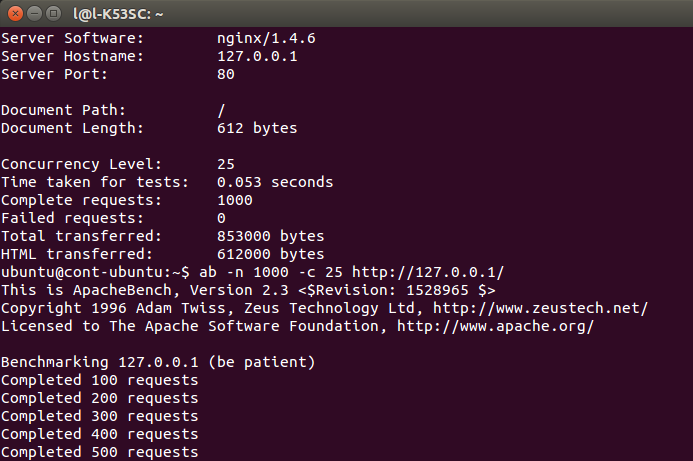 l@l-K53SC: ~
Server Software:        nginx/1.4.6
Server Hostname:        127.0.0.1
Server Port:            80
Document Path:          /
Document Length:        612 bytes
Concurrency Level:      25
Time taken for tests:   0.053 seconds
Complete requests:      1000
Failed requests:        0
Total transferred:      853000 bytes
HTML transferred:       612000 bytes
ubuntu@cont-ubuntu:~$ ab -n 1000 -c 25 http://127.0.0.1/
This is ApacheBench, Version 2.3 <$Revision: 1528965 $>
Copyright 1996 Adam Twiss, Zeus Technology Ltd, http://www.zeustech.net/
Licensed to The Apache Software Foundation, http://www.apache.org/
Benchmarking 127.0.0.1 (be patient)
Completed 100 requests
Completed 200 requests
Completed 300 requests
Completed 400 requests
Completed 500 requests